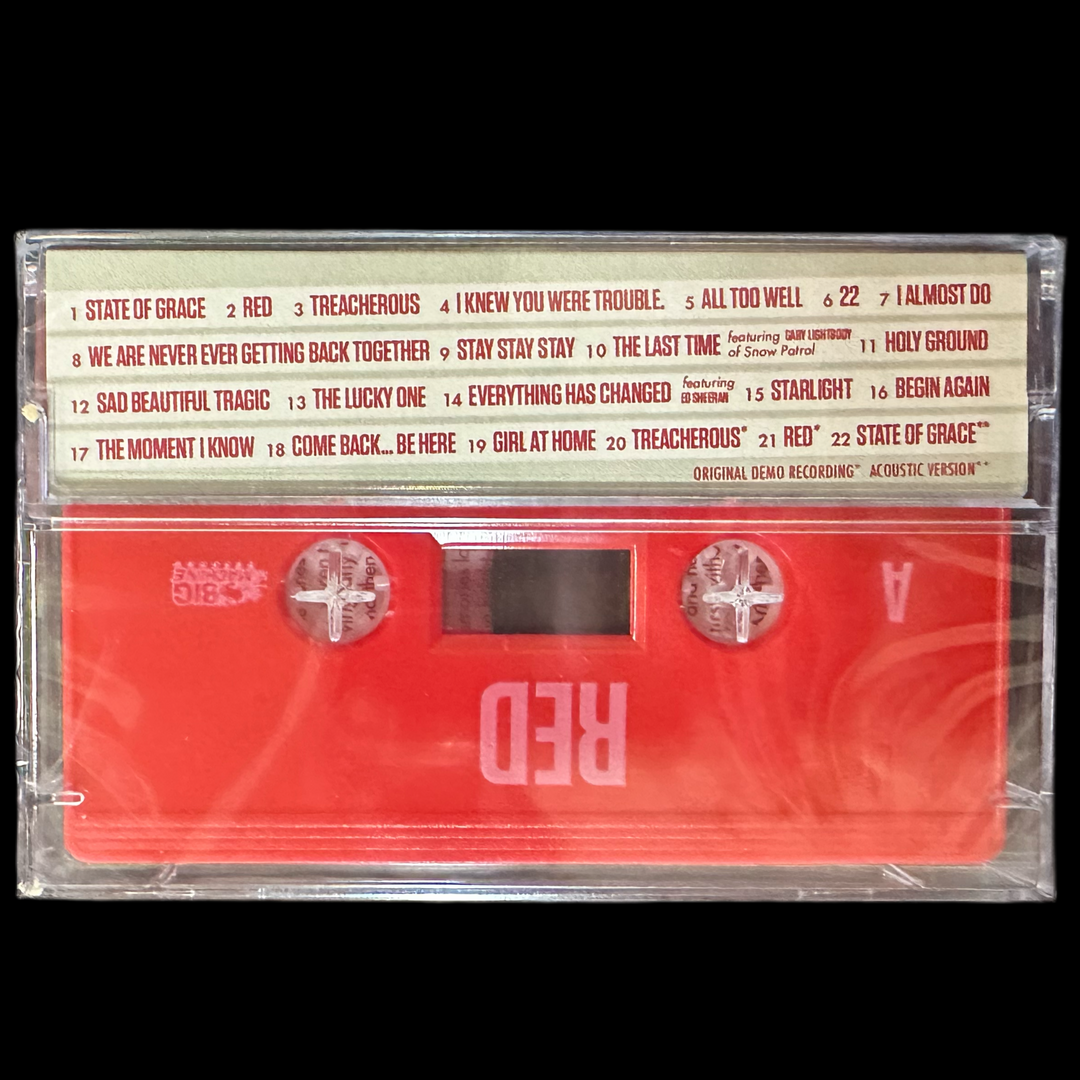 1 STATE OF GRACE 2 RED 3 TREACHEROUS 4 I KNEW YOU WERE TROUBLE. 5 ALL TOO WELL 6 22 7 I ALMOST DO
8 WE ARE NEVER EVER GETTING BACK TOGETHER 9 STAY STAY STAY 10 THE LAST TIME featuring GARY LIGHTBODY of Snow Patrol 11 HOLY GROUND
12 SAD BEAUTIFUL TRAGIC 13 THE LUCKY ONE 14 EVERYTHING HAS CHANGED featuring ED SHEERAN 15 STARLIGHT 16 BEGIN AGAIN
17 THE MOMENT I KNOW 18 COME BACK... BE HERE 19 GIRL AT HOME 20 TREACHEROUS* 21 RED* 22 STATE OF GRACE**
ORIGINAL DEMO RECORDING* ACOUSTIC VERSION**
BIG
MACHINE
A
RED